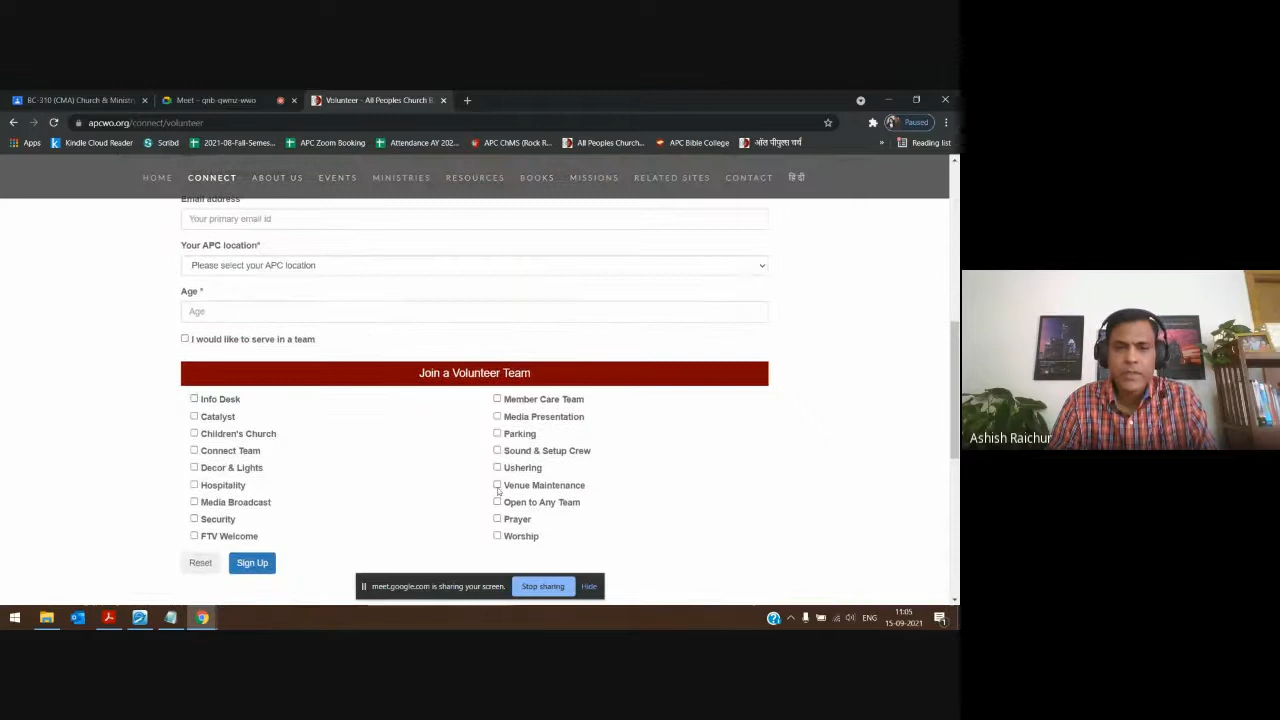 BC-310 (CMA) Church & Ministry
Meet – qnb-qwmz-wwo
Volunteer - All Peoples Church B
apcwo.org/connect/volunteer
Paused
Apps
Kindle Cloud Reader
Scribd
2021-08-Fall-Semes...
APC Zoom Booking
Attendance AY 202...
APC ChMS (Rock R...
All Peoples Church...
APC Bible College
ऑल पीपुल्स चर्च
»
Reading list
HOME
CONNECT
ABOUT US
EVENTS
MINISTRIES
RESOURCES
BOOKS
MISSIONS
RELATED SITES
CONTACT
हिंदी
Email address*
Your primary email id
Your APC location*
Please select your APC location
Age *
Age
I would like to serve in a team
Join a Volunteer Team
Info Desk
Catalyst
Children's Church
Connect Team
Decor & Lights
Hospitality
Media Broadcast
Security
FTV Welcome
Member Care Team
Media Presentation
Parking
Sound & Setup Crew
Ushering
Venue Maintenance
Open to Any Team
Prayer
Worship
Reset
Sign Up
meet.google.com is sharing your screen.
Stop sharing
Hide
ENG
11:05
15-09-2021
Ashish Raichur